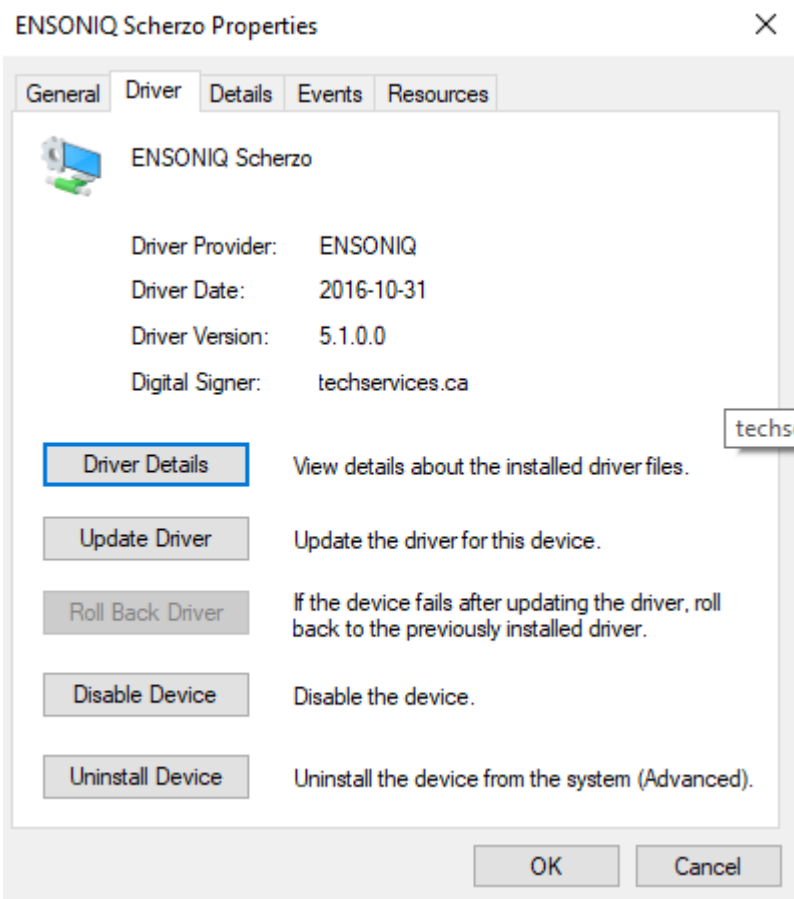 ENSONIQ Scherzo Properties
General Driver Details Events Resources
ENSONIQ Scherzo
Driver Provider: ENSONIQ
Driver Date: 2016-10-31
Driver Version: 5.1.0.0
Digital Signer: techservices.ca
techs
Driver Details View details about the installed driver files.
Update Driver Update the driver for this device.
Roll Back Driver If the device fails after updating the driver, roll
back to the previously installed driver.
Disable Device Disable the device.
Uninstall Device Uninstall the device from the system (Advanced).
OK Cancel